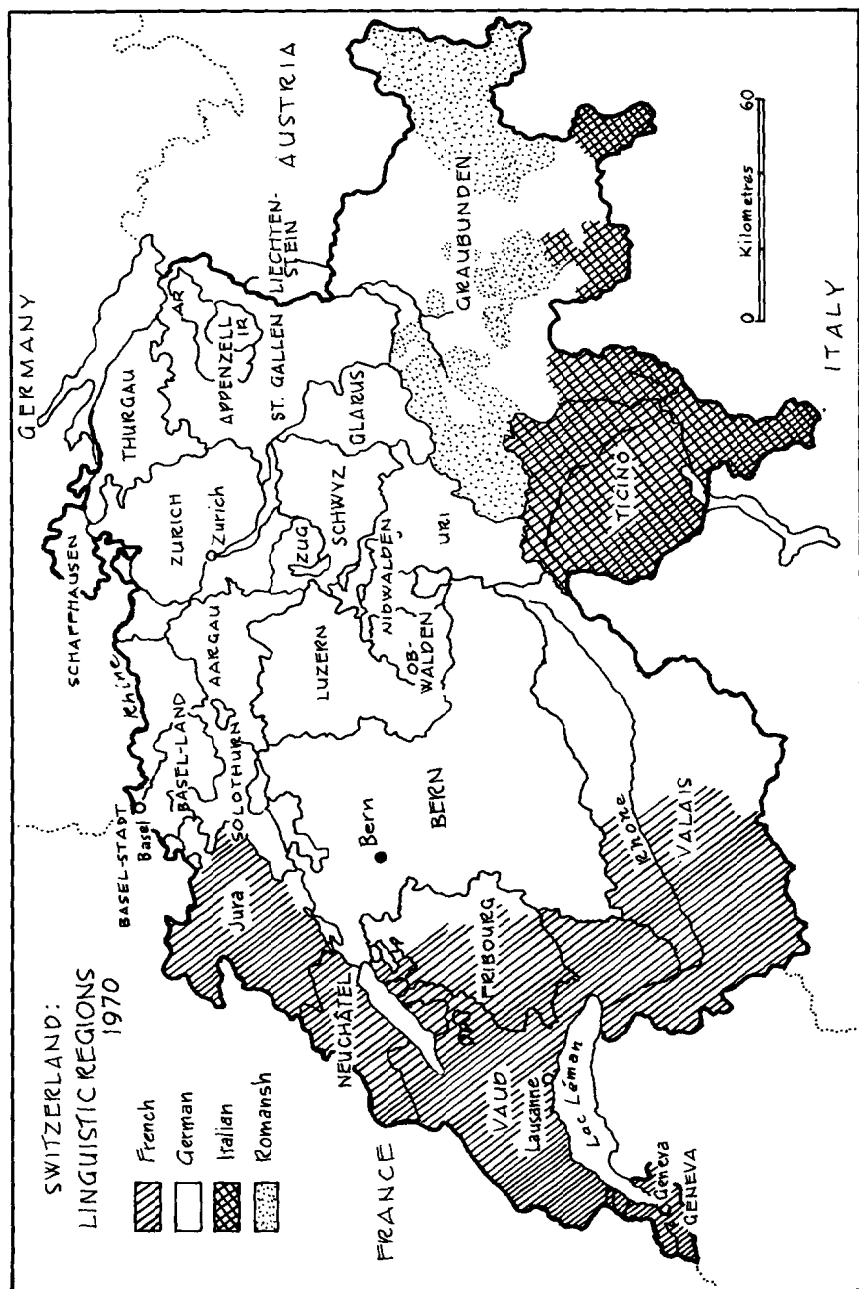 SWITZERLAND:
LINGUISTIC REGIONS
1970
French
German
Italian
Romansh
GERMANY
AUSTRIA
LIECHTEN-
STEIN
ITALY
FRANCE
SCHAFFHAUSEN
Rhine
BASEL-STADT
Basel
BASEL-LAND
SOLOTHURN
AARGAU
ZURICH
Zurich
THURGAU
AR
APPENZELL
IR
ST. GALLEN
GLARUS
SCHWYZ
ZUG
LUZERN
NIDWALDEN
OB-
WALDEN
URI
GRAUBUNDEN
TICINO
Jura
NEUCHÂTEL
Bern
BERN
FRIBOURG
VAUD
Lausanne
Lac Léman
Geneva
GENEVA
Rhone
VALAIS
0 60
Kilometres